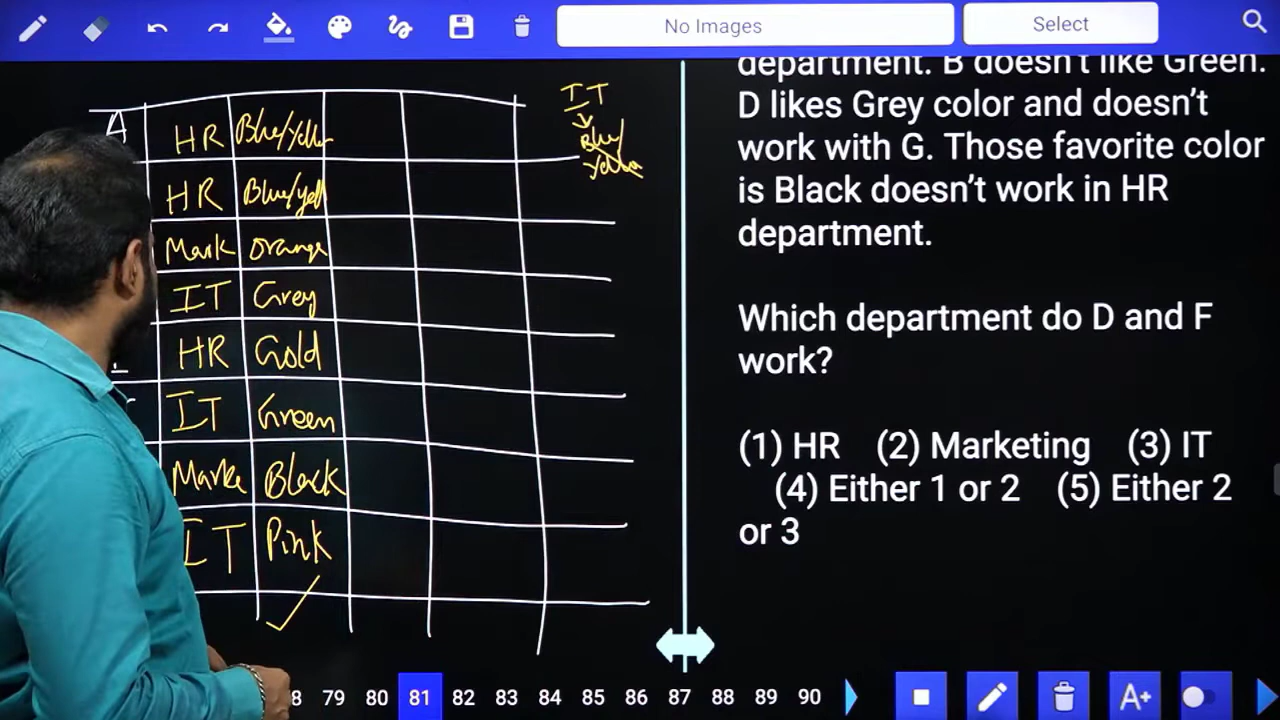 No Images
Select
department. B doesn't like Green.
D likes Grey color and doesn't
work with G. Those favorite color
is Black doesn't work in HR
department.
Which department do D and F
work?
(1) HR (2) Marketing (3) IT
(4) Either 1 or 2 (5) Either 2
or 3
IT
Blue/
A HR Blue/Yellow
HR Blue/yell
Mark Orange
IT Grey
HR Gold
IT Green
Marke Black
IT Pink
8 79 80 81 82 83 84 85 86 87 88 89 90
A+